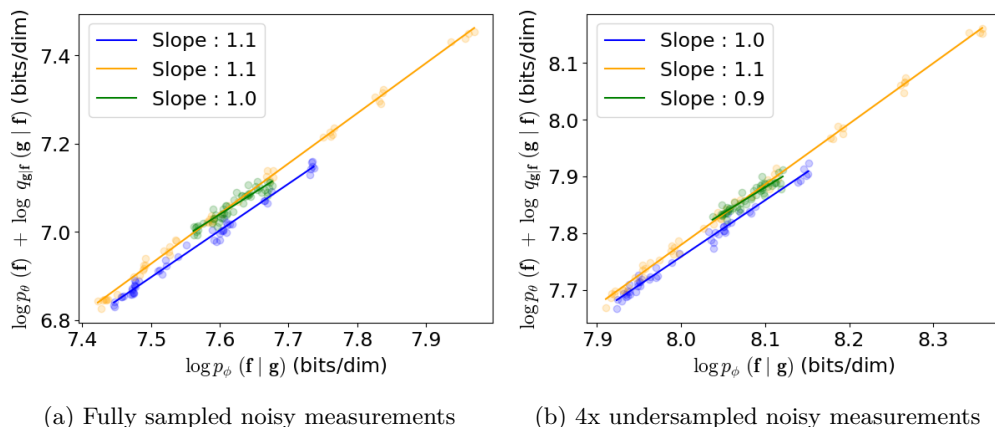 log pθ (f) + log q_g|f (g | f) (bits/dim)
7.4
7.2
7.0
6.8
Slope : 1.1
Slope : 1.1
Slope : 1.0
7.4 7.5 7.6 7.7 7.8 7.9
log pϕ (f | g) (bits/dim)
(a) Fully sampled noisy measurements
log pθ (f) + log q_g|f (g | f) (bits/dim)
8.1
8.0
7.9
7.8
7.7
Slope : 1.0
Slope : 1.1
Slope : 0.9
7.9 8.0 8.1 8.2 8.3
log pϕ (f | g) (bits/dim)
(b) 4x undersampled noisy measurements